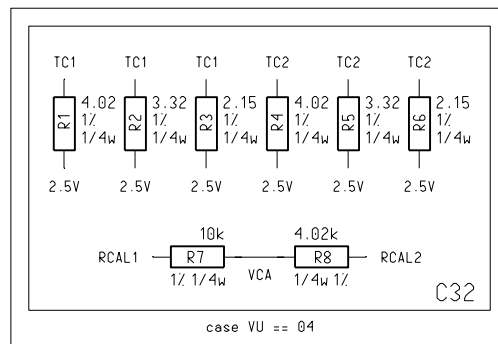 TC1 TC1 TC1 TC2 TC2 TC2
R1 4.02 1% 1/4w
R2 3.32 1% 1/4w
R3 2.15 1% 1/4w
R4 4.02 1% 1/4w
R5 3.32 1% 1/4w
R6 2.15 1% 1/4w
2.5V 2.5V 2.5V 2.5V 2.5V 2.5V
10k 4.02k
RCAL1 R7 R8 RCAL2
1% 1/4w VCA 1/4w 1%
C32
case VU == 04